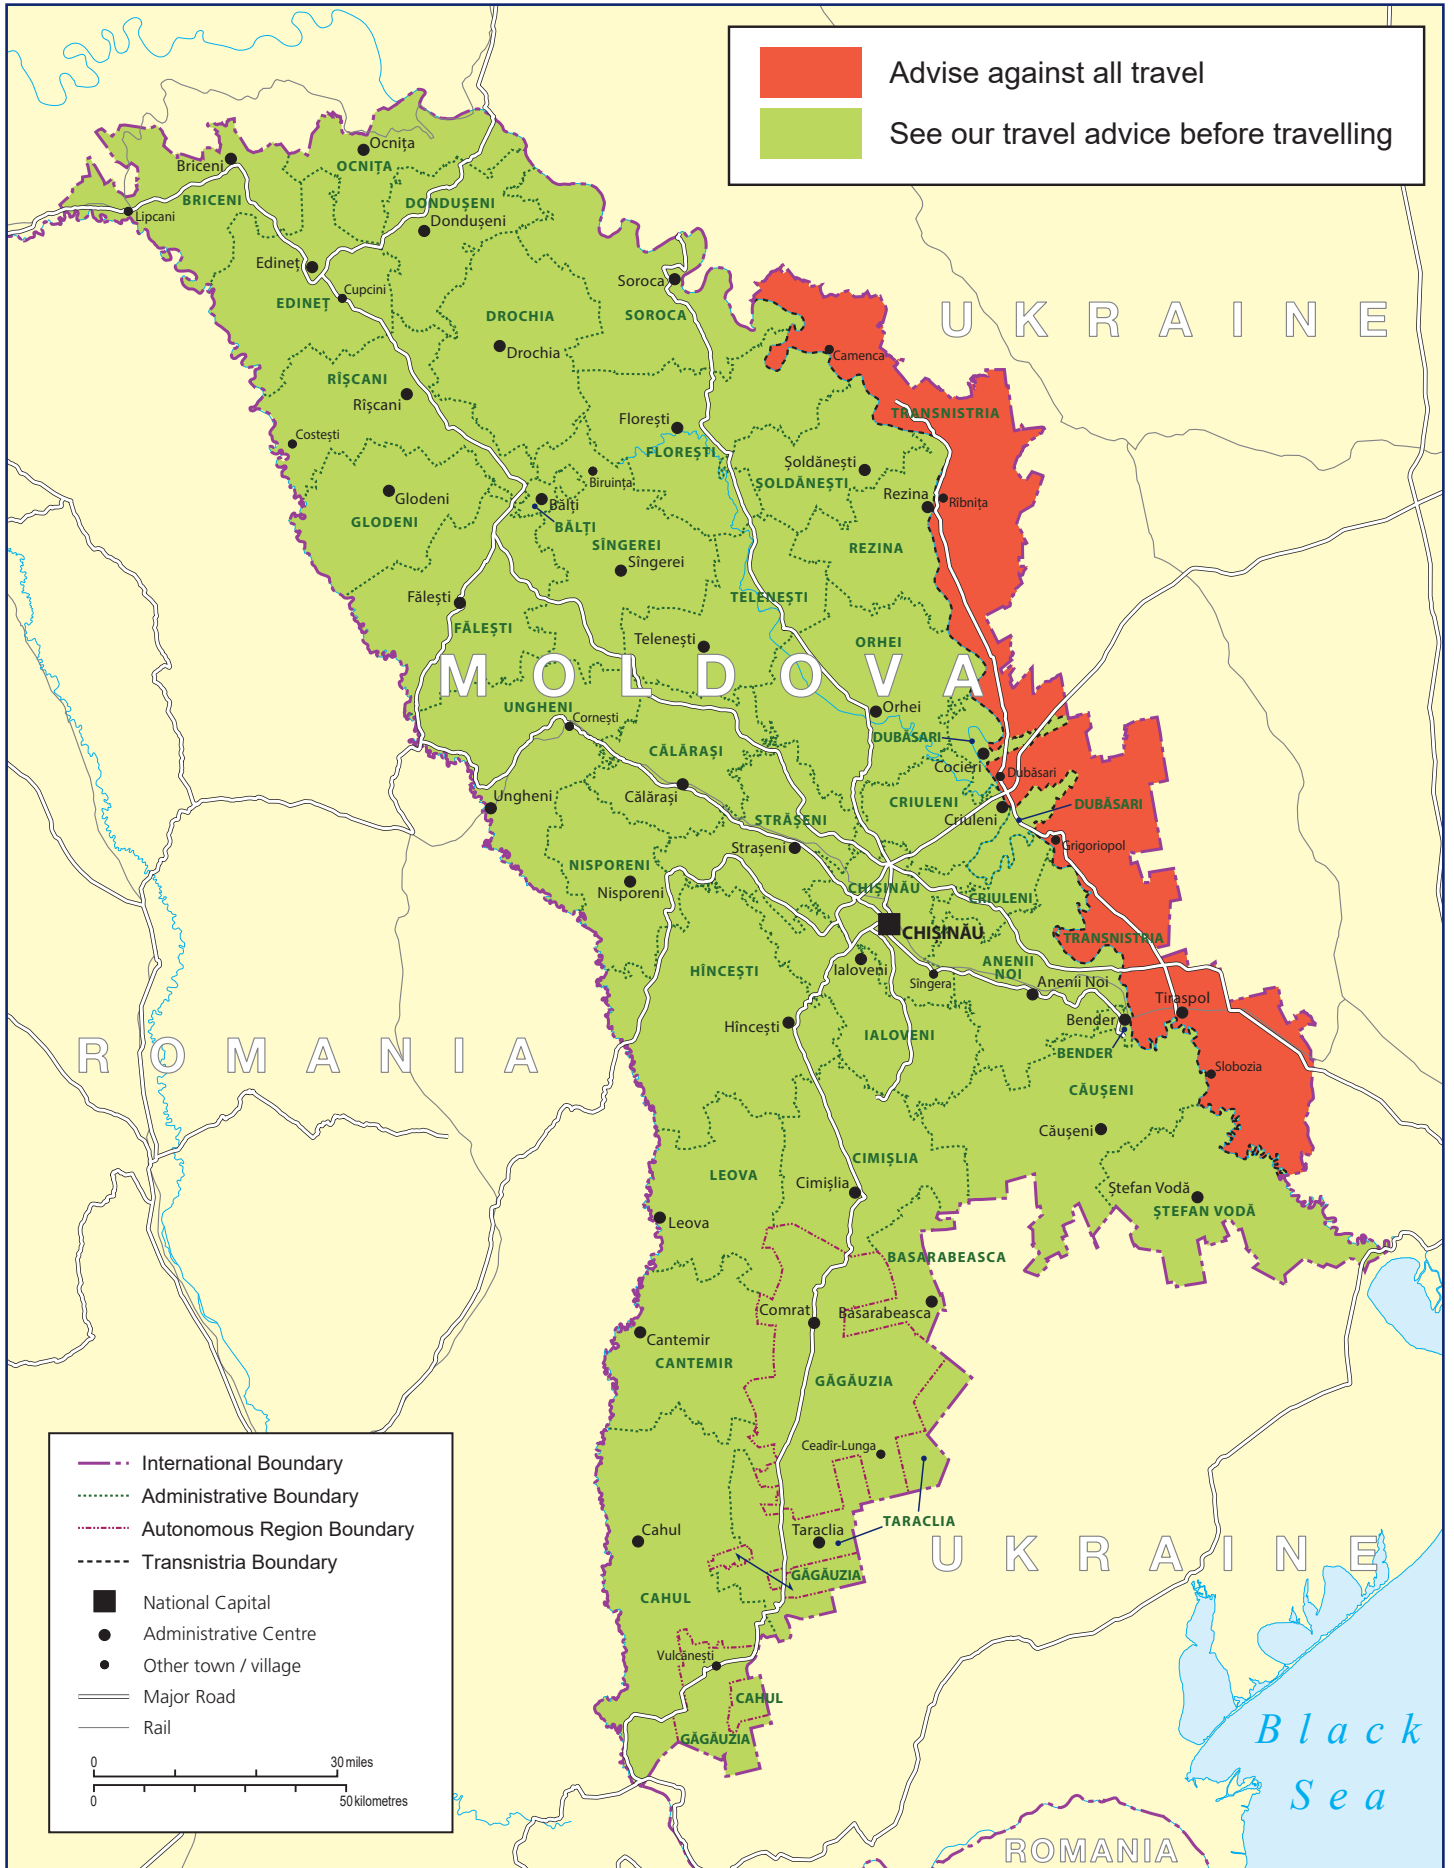 Advise against all travel
See our travel advice before travelling
Ocnița
OCNIȚA
Briceni
BRICENI
Lipcani
DONDUȘENI
Dondușeni
Edineț
EDINEȚ
Cupcini
Soroca
SOROCA
DROCHIA
Drochia
UKRAINE
Camenca
TRANSNISTRIA
RÎȘCANI
Rîșcani
Costești
Florești
FLOREȘTI
Șoldănești
ȘOLDĂNEȘTI
Glodeni
GLODENI
Biruința
Bălți
BĂLȚI
Rezina
Rîbnița
REZINA
SÎNGEREI
Sîngerei
Fălești
FĂLEȘTI
TELENEȘTI
Telenești
ORHEI
MOLDOVA
Orhei
UNGHENI
Cornești
DUBĂSARI
Cocieri
Dubăsari
CĂLĂRAȘI
Călărași
Ungheni
CRIULENI
Criuleni
DUBĂSARI
STRĂȘENI
Strașeni
Grigoriopol
NISPORENI
Nisporeni
CHIȘINĂU
CRIULENI
CHIȘINĂU
TRANSNISTRIA
HÎNCEȘTI
Ialoveni
Sîngera
ANENII
NOI
Anenii Noi
Tiraspol
Hîncești
IALOVENI
Bender
BENDER
ROMANIA
Slobozia
CĂUȘENI
Căușeni
LEOVA
Leova
CIMIȘLIA
Cimișlia
Ștefan Vodă
ȘTEFAN VODĂ
BASARABEASCA
Basarabeasca
Comrat
Cantemir
CANTEMIR
GĂGĂUZIA
Ceadîr-Lunga
Cahul
CAHUL
Taraclia
TARACLIA
GĂGĂUZIA
UKRAINE
Vulcănești
CAHUL
GĂGĂUZIA
Black
Sea
ROMANIA
International Boundary
Administrative Boundary
Autonomous Region Boundary
Transnistria Boundary
National Capital
Administrative Centre
Other town / village
Major Road
Rail
0 30 miles
0 50 kilometres